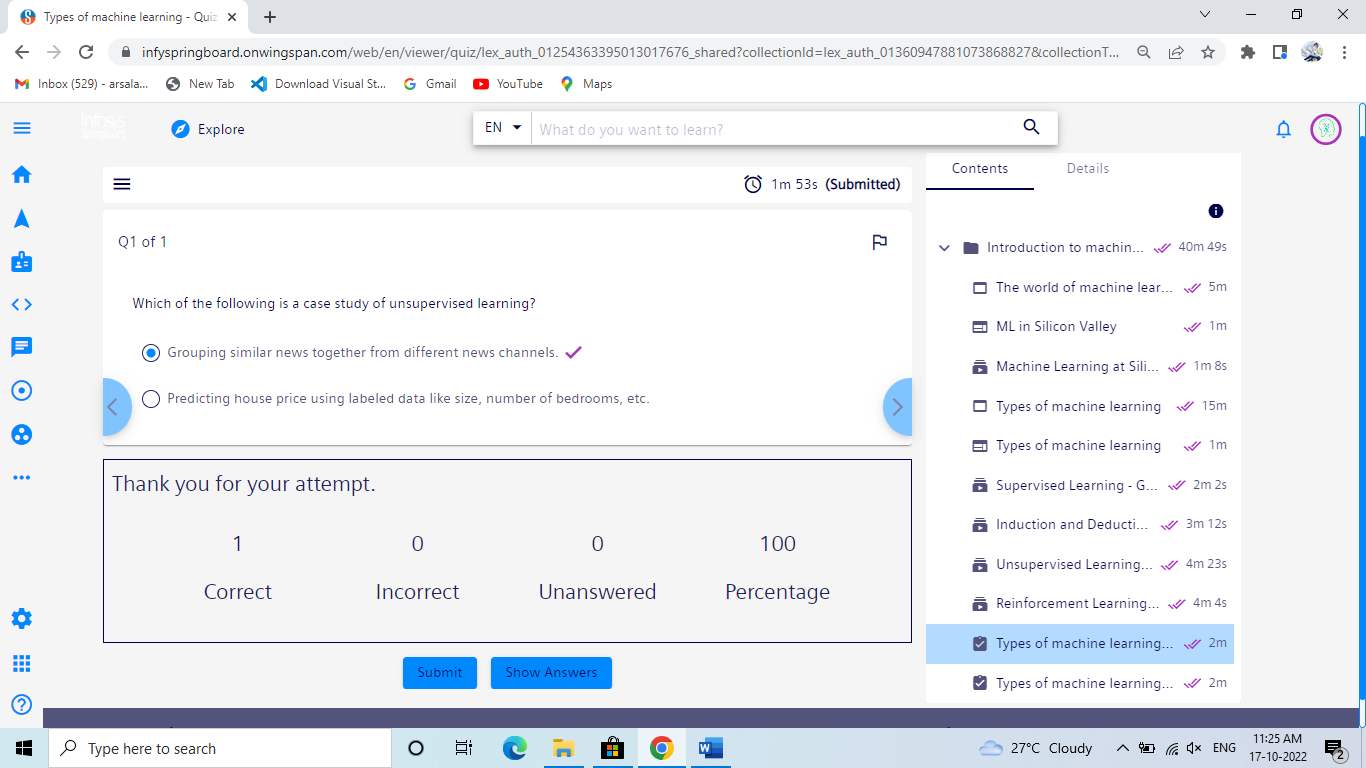 Types of machine learning - Quiz
infyspringboard.onwingspan.com/web/en/viewer/quiz/lex_auth_01254363395013017676_shared?collectionId=lex_auth_01360947881073868827&collectionT...
Inbox (529) - arsala...
New Tab
Download Visual St...
Gmail
YouTube
Maps
Infosys
Explore
EN
What do you want to learn?
1m 53s (Submitted)
Q1 of 1
Which of the following is a case study of unsupervised learning?
Grouping similar news together from different news channels.
Predicting house price using labeled data like size, number of bedrooms, etc.
Thank you for your attempt.
1 0 0 100
Correct Incorrect Unanswered Percentage
Submit Show Answers
Contents Details
Introduction to machin... 40m 49s
The world of machine lear... 5m
ML in Silicon Valley 1m
Machine Learning at Sili... 1m 8s
Types of machine learning 15m
Types of machine learning 1m
Supervised Learning - G... 2m 2s
Induction and Deducti... 3m 12s
Unsupervised Learning... 4m 23s
Reinforcement Learning... 4m 4s
Types of machine learning... 2m
Types of machine learning... 2m
Type here to search
27°C Cloudy
ENG
11:25 AM
17-10-2022
2